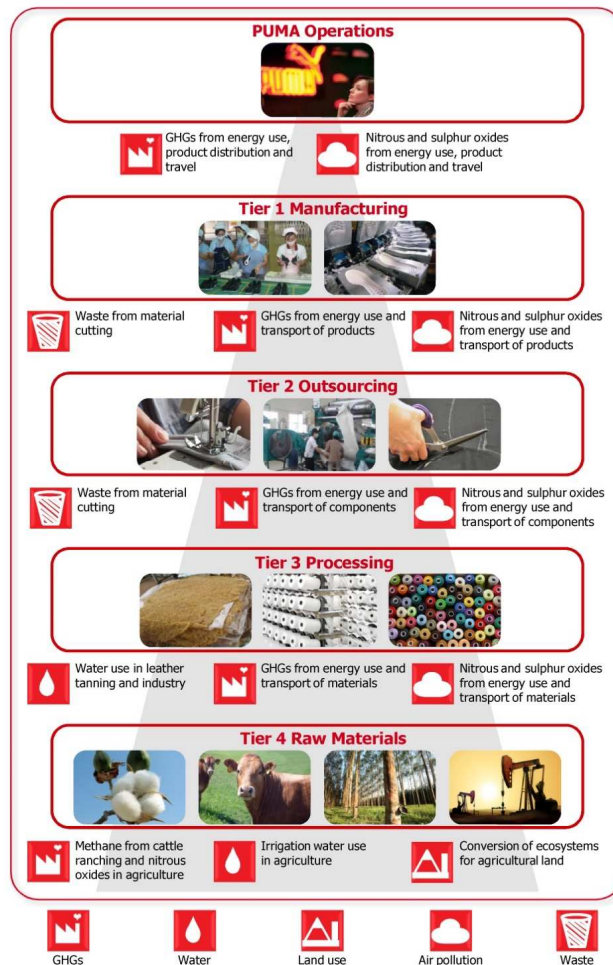 PUMA Operations
PUMA
GHGs from energy use,
product distribution and
travel
Nitrous and sulphur oxides
from energy use, product
distribution and travel
Tier 1 Manufacturing
Waste from material
cutting
GHGs from energy use and
transport of products
Nitrous and sulphur oxides
from energy use and
transport of products
Tier 2 Outsourcing
Waste from material
cutting
GHGs from energy use and
transport of components
Nitrous and sulphur oxides
from energy use and
transport of components
Tier 3 Processing
Water use in leather
tanning and industry
GHGs from energy use and
transport of materials
Nitrous and sulphur oxides
from energy use and
transport of materials
Tier 4 Raw Materials
Methane from cattle
ranching and nitrous
oxides in agriculture
Irrigation water use
in agriculture
Conversion of ecosystems
for agricultural land
GHGs
Water
Land use
Air pollution
Waste